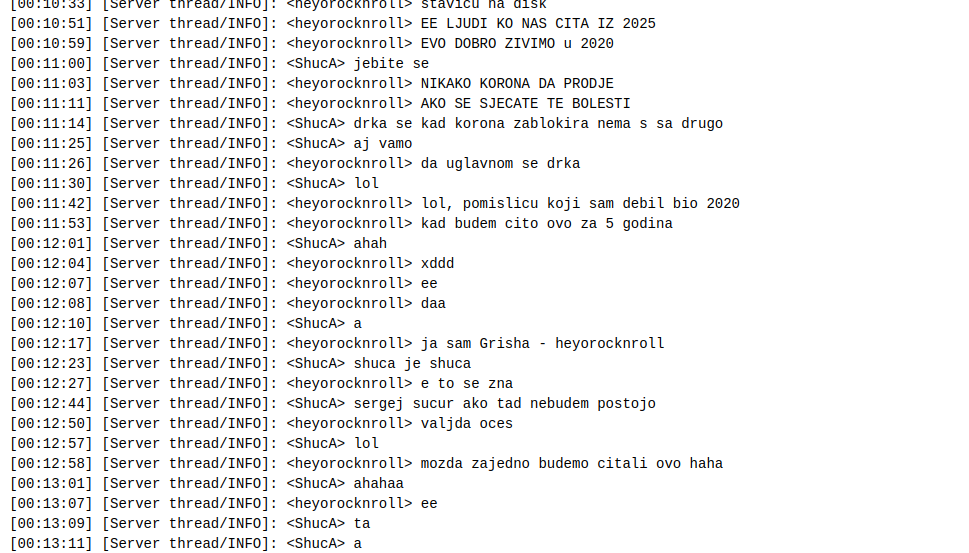 [00:10:33] [Server thread/INFO]: <heyorocknroll> stavicu na disk
[00:10:51] [Server thread/INFO]: <heyorocknroll> EE LJUDI KO NAS CITA IZ 2025
[00:10:59] [Server thread/INFO]: <heyorocknroll> EVO DOBRO ZIVIMO u 2020
[00:11:00] [Server thread/INFO]: <ShucA> jebite se
[00:11:03] [Server thread/INFO]: <heyorocknroll> NIKAKO KORONA DA PRODJE
[00:11:11] [Server thread/INFO]: <heyorocknroll> AKO SE SJECATE TE BOLESTI
[00:11:14] [Server thread/INFO]: <ShucA> drka se kad korona zablokira nema s sa drugo
[00:11:25] [Server thread/INFO]: <ShucA> aj vamo
[00:11:26] [Server thread/INFO]: <heyorocknroll> da uglavnom se drka
[00:11:30] [Server thread/INFO]: <ShucA> lol
[00:11:42] [Server thread/INFO]: <heyorocknroll> lol, pomislicu koji sam debil bio 2020
[00:11:53] [Server thread/INFO]: <heyorocknroll> kad budem cito ovo za 5 godina
[00:12:01] [Server thread/INFO]: <ShucA> ahah
[00:12:04] [Server thread/INFO]: <heyorocknroll> xddd
[00:12:07] [Server thread/INFO]: <heyorocknroll> ee
[00:12:08] [Server thread/INFO]: <heyorocknroll> daa
[00:12:10] [Server thread/INFO]: <ShucA> a
[00:12:17] [Server thread/INFO]: <heyorocknroll> ja sam Grisha - heyorocknroll
[00:12:23] [Server thread/INFO]: <ShucA> shuca je shuca
[00:12:27] [Server thread/INFO]: <heyorocknroll> e to se zna
[00:12:44] [Server thread/INFO]: <ShucA> sergej sucur ako tad nebudem postojo
[00:12:50] [Server thread/INFO]: <heyorocknroll> valjda oces
[00:12:57] [Server thread/INFO]: <ShucA> lol
[00:12:58] [Server thread/INFO]: <heyorocknroll> mozda zajedno budemo citali ovo haha
[00:13:01] [Server thread/INFO]: <ShucA> ahahaa
[00:13:07] [Server thread/INFO]: <heyorocknroll> ee
[00:13:09] [Server thread/INFO]: <ShucA> ta
[00:13:11] [Server thread/INFO]: <ShucA> a